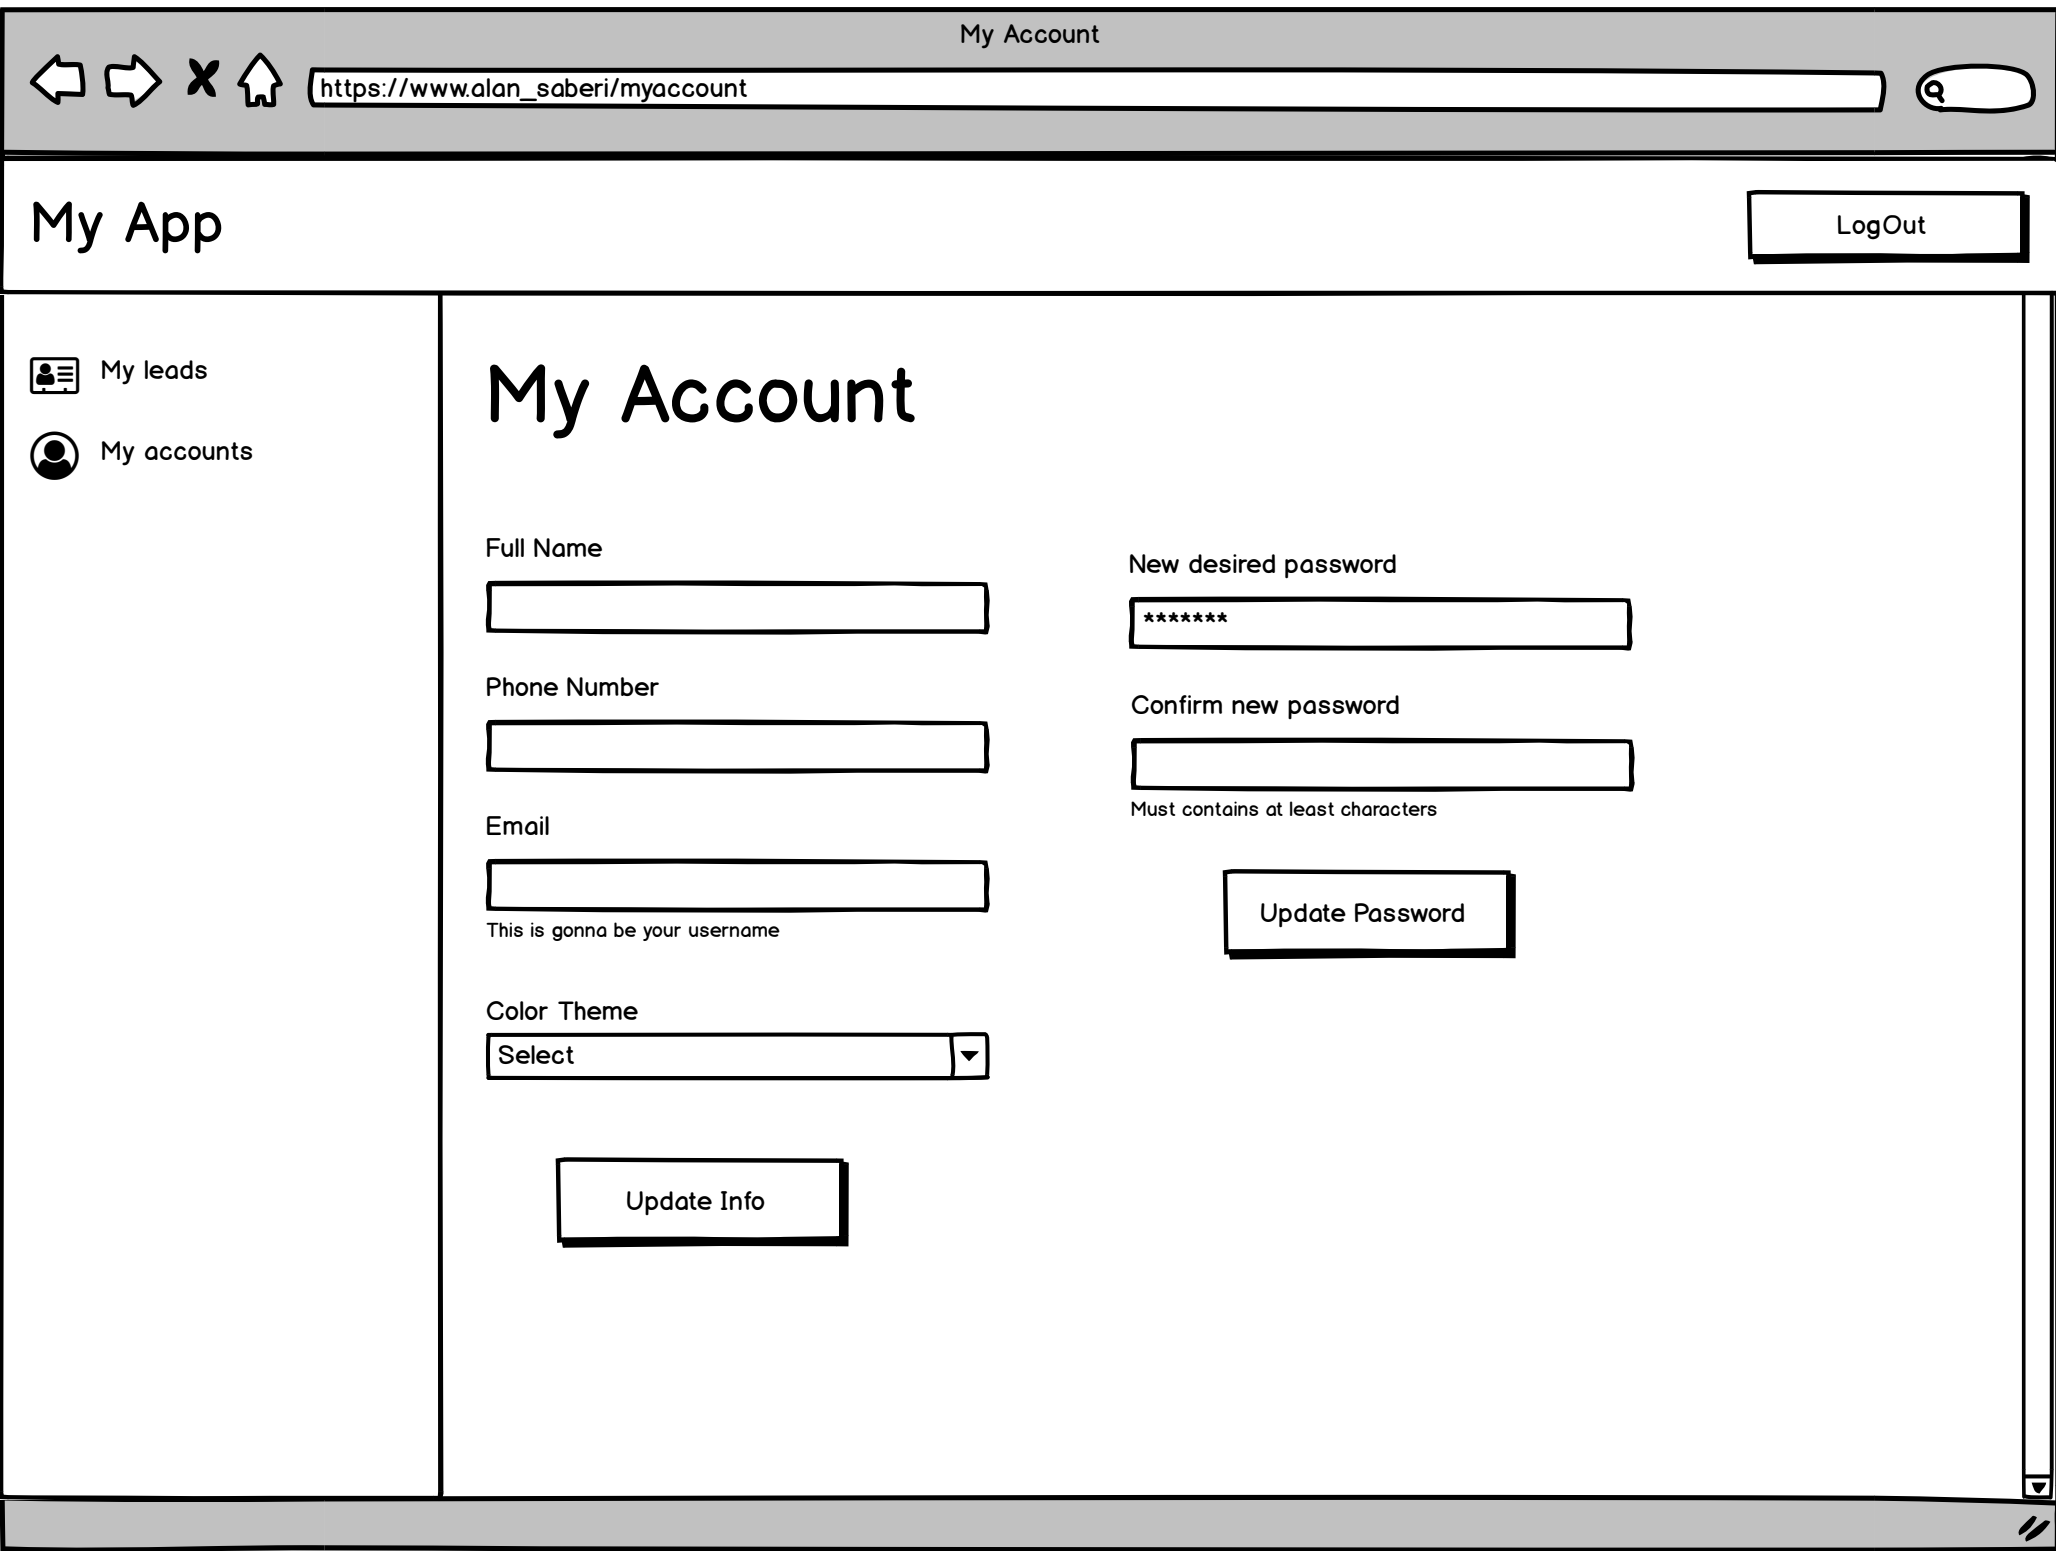 My Account
https://www.alan_saberi/myaccount
My App
LogOut
My leads
My accounts
My Account
Full Name
Phone Number
Email
This is gonna be your username
Color Theme
Select
Update Info
New desired password
*******
Confirm new password
Must contains at least characters
Update Password